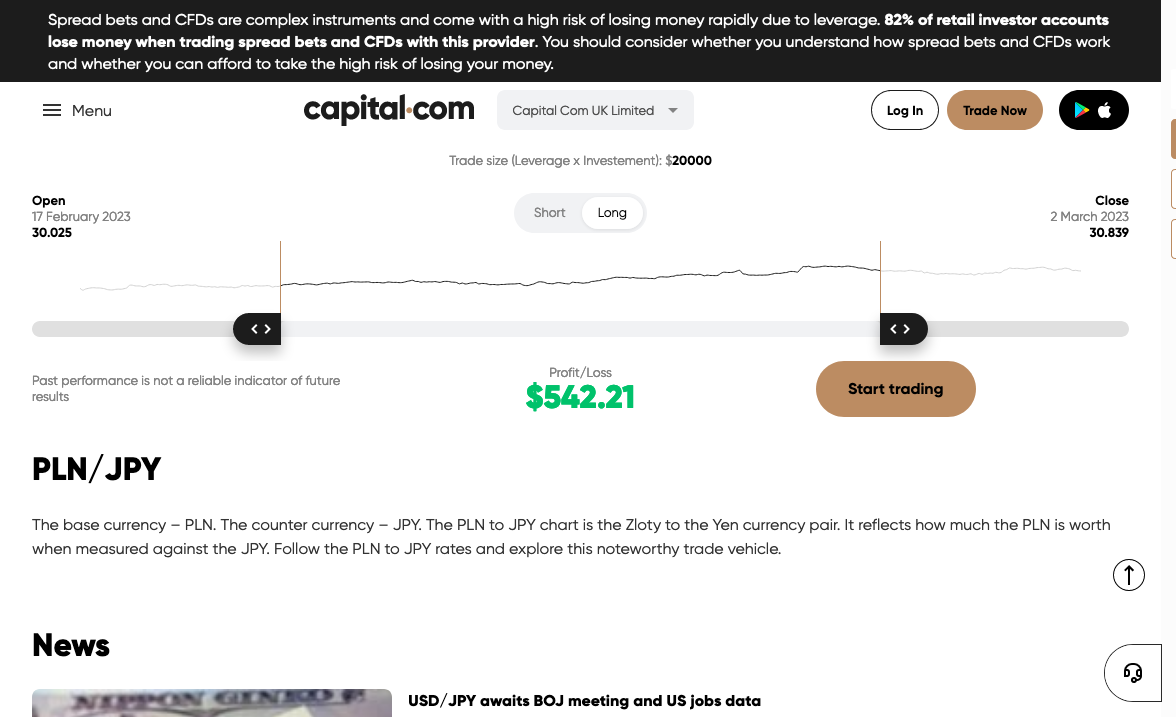 Spread bets and CFDs are complex instruments and come with a high risk of losing money rapidly due to leverage. 82% of retail investor accounts
lose money when trading spread bets and CFDs with this provider. You should consider whether you understand how spread bets and CFDs work
and whether you can afford to take the high risk of losing your money.
Menu
capital.com
Capital Com UK Limited
Log In
Trade Now
Trade size (Leverage x Investement): $20000
Open
17 February 2023
30.025
Short
Long
Close
2 March 2023
30.839
Past performance is not a reliable indicator of future
results
Profit/Loss
$542.21
Start trading
PLN/JPY
The base currency – PLN. The counter currency – JPY. The PLN to JPY chart is the Zloty to the Yen currency pair. It reflects how much the PLN is worth
when measured against the JPY. Follow the PLN to JPY rates and explore this noteworthy trade vehicle.
News
NIPPON GINKO
USD/JPY awaits BOJ meeting and US jobs data